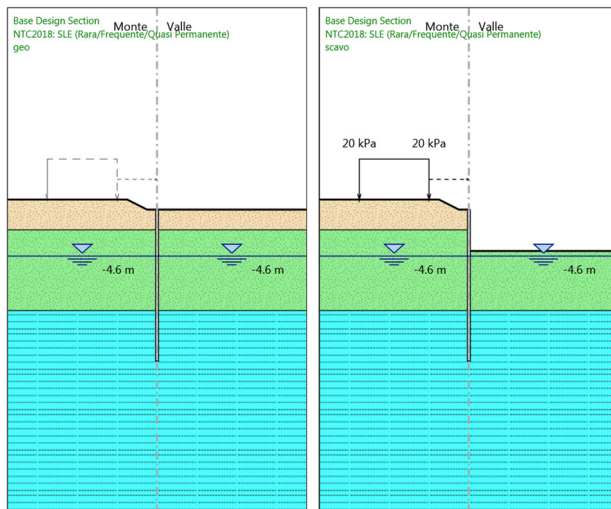 Base Design Section
NTC2018: SLE (Rara/Frequente/Quasi Permanente)
geo
Monte
Valle
-4.6 m
-4.6 m
Base Design Section
NTC2018: SLE (Rara/Frequente/Quasi Permanente)
scavo
Monte
Valle
20 kPa
20 kPa
-4.6 m
-4.6 m